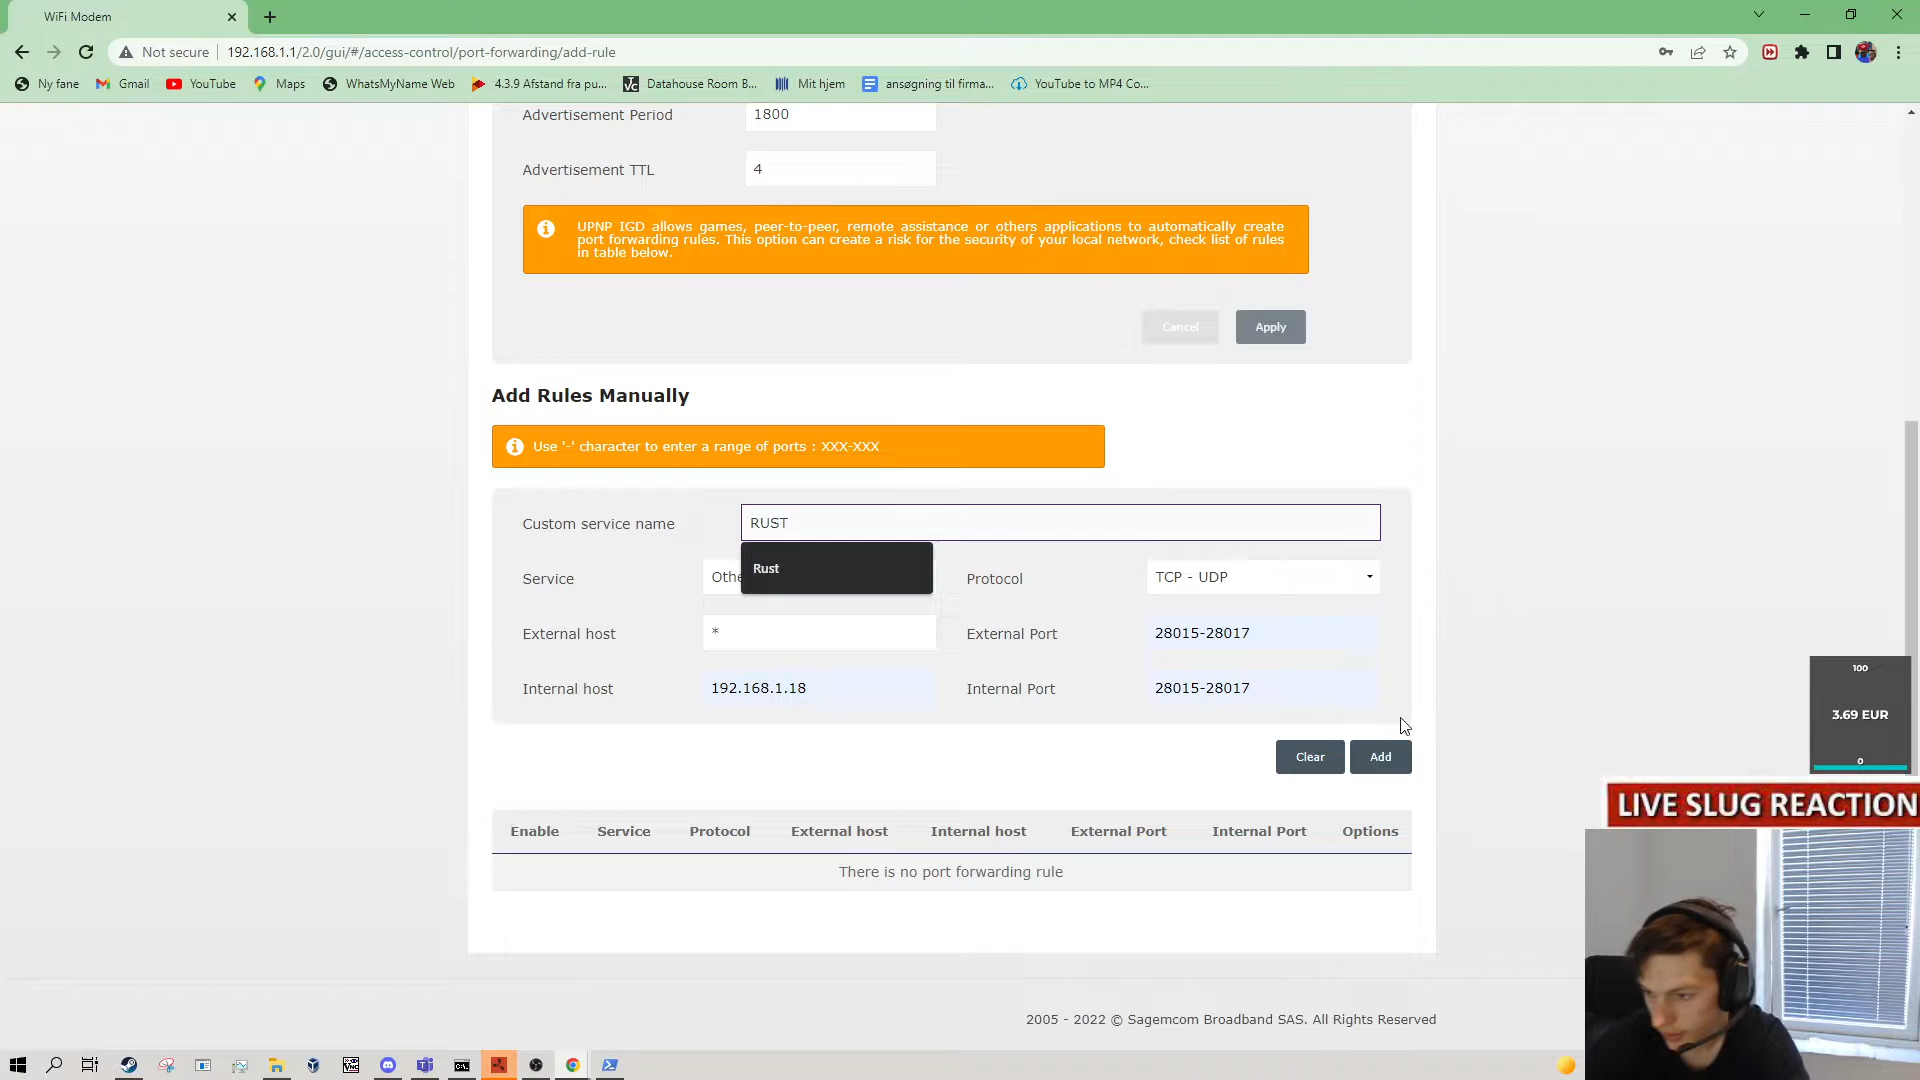 WiFi Modem
Not secure
192.168.1.1/2.0/gui/#/access-control/port-forwarding/add-rule
Ny fane
Gmail
YouTube
Maps
WhatsMyName Web
4.3.9 Afstand fra pu...
Datahouse Room B...
Mit hjem
ansøgning til firma...
YouTube to MP4 Co...
Advertisement Period
1800
Advertisement TTL
4
UPNP IGD allows games, peer-to-peer, remote assistance or others applications to automatically create
port forwarding rules. This option can create a risk for the security of your local network, check list of rules
in table below.
Cancel
Apply
Add Rules Manually
Use '-' character to enter a range of ports : XXX-XXX
Custom service name
RUST
Rust
Service
Othe
Protocol
TCP - UDP
External host
*
External Port
28015-28017
Internal host
192.168.1.18
Internal Port
28015-28017
Clear
Add
Enable Service Protocol External host Internal host External Port Internal Port Options
There is no port forwarding rule
2005 - 2022 © Sagemcom Broadband SAS. All Rights Reserved
100
3.69 EUR
0
LIVE SLUG REACTION